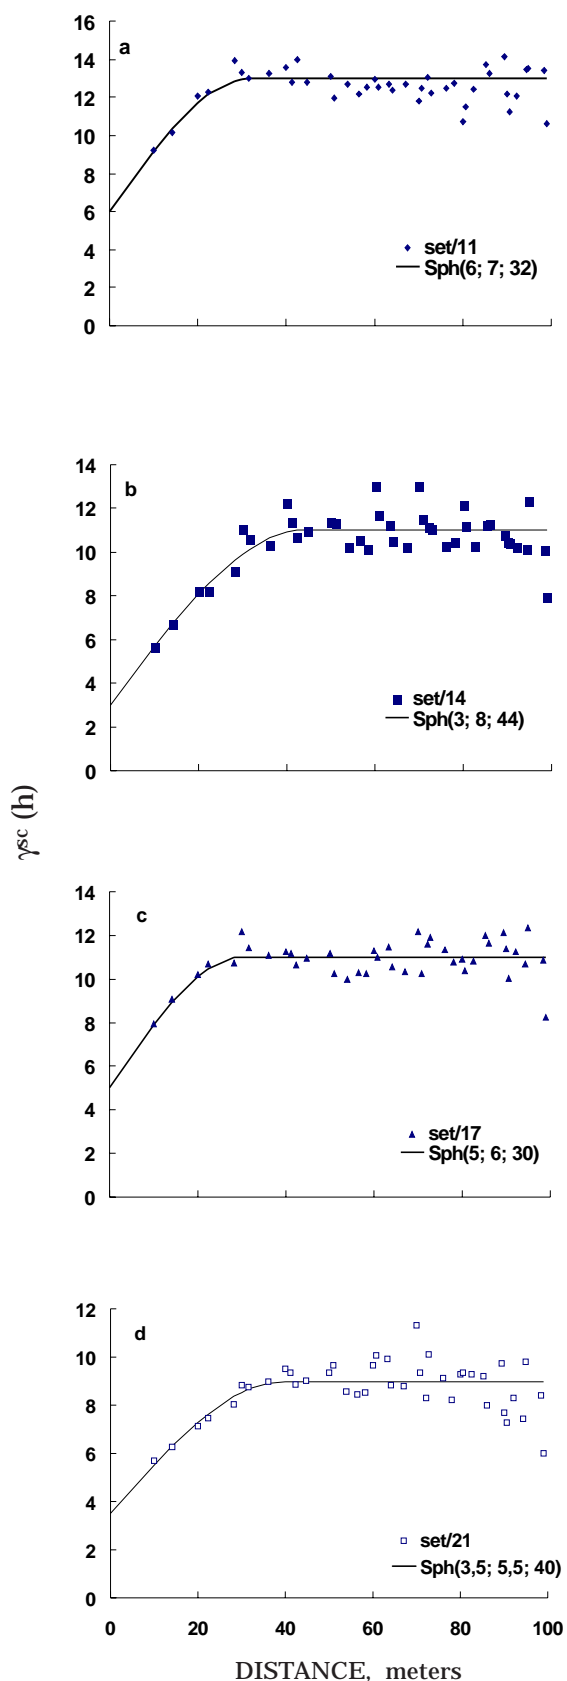 16
a
14
12
10
8
6
set/11
4
Sph(6; 7; 32)
2
0
14
b
12
10
8
6
4
set/14
2
Sph(3; 8; 44)
0
γsc (h)
14
c
12
10
8
6
4
set/17
2
Sph(5; 6; 30)
0
12
d
10
8
6
4
set/21
2
Sph(3,5; 5,5; 40)
0
0 20 40 60 80 100
DISTANCE, meters